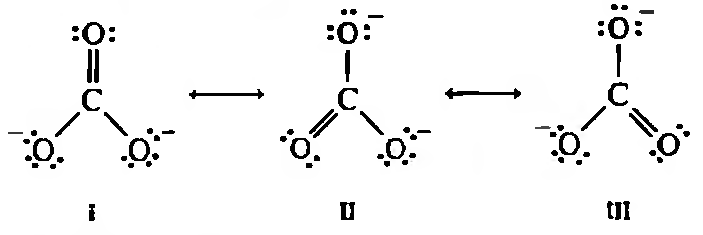 :O: :O:⁻ :O:⁻
C C C
⁻:O: :O:⁻ :O: :O:⁻ ⁻:O: :O:
I II III